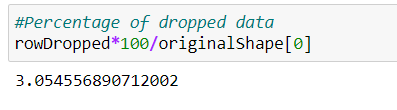 #Percentage of dropped data
rowDropped*100/originalShape[0]
3.054556890712002